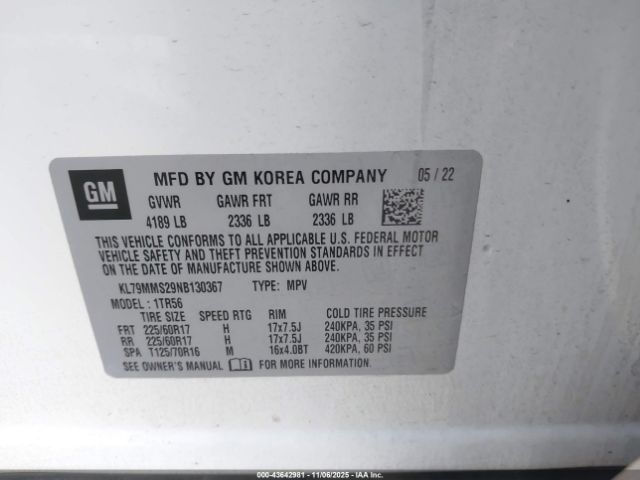 GM
MFD BY GM KOREA COMPANY 05 / 22
GVWR GAWR FRT GAWR RR
4189 LB 2336 LB 2336 LB
THIS VEHICLE CONFORMS TO ALL APPLICABLE U.S. FEDERAL MOTOR
VEHICLE SAFETY AND THEFT PREVENTION STANDARDS IN EFFECT
ON THE DATE OF MANUFACTURE SHOWN ABOVE.
KL79MMS29NB130367 TYPE: MPV
MODEL : 1TR56
TIRE SIZE SPEED RTG RIM COLD TIRE PRESSURE
FRT 225/60R17 H 17x7.5J 240KPA, 35 PSI
RR 225/60R17 H 17x7.5J 240KPA, 35 PSI
SPA T125/70R16 M 16x4.0BT 420KPA, 60 PSI
SEE OWNER'S MANUAL FOR MORE INFORMATION.
000-43642981 - 11/06/2025 - IAAI.COM